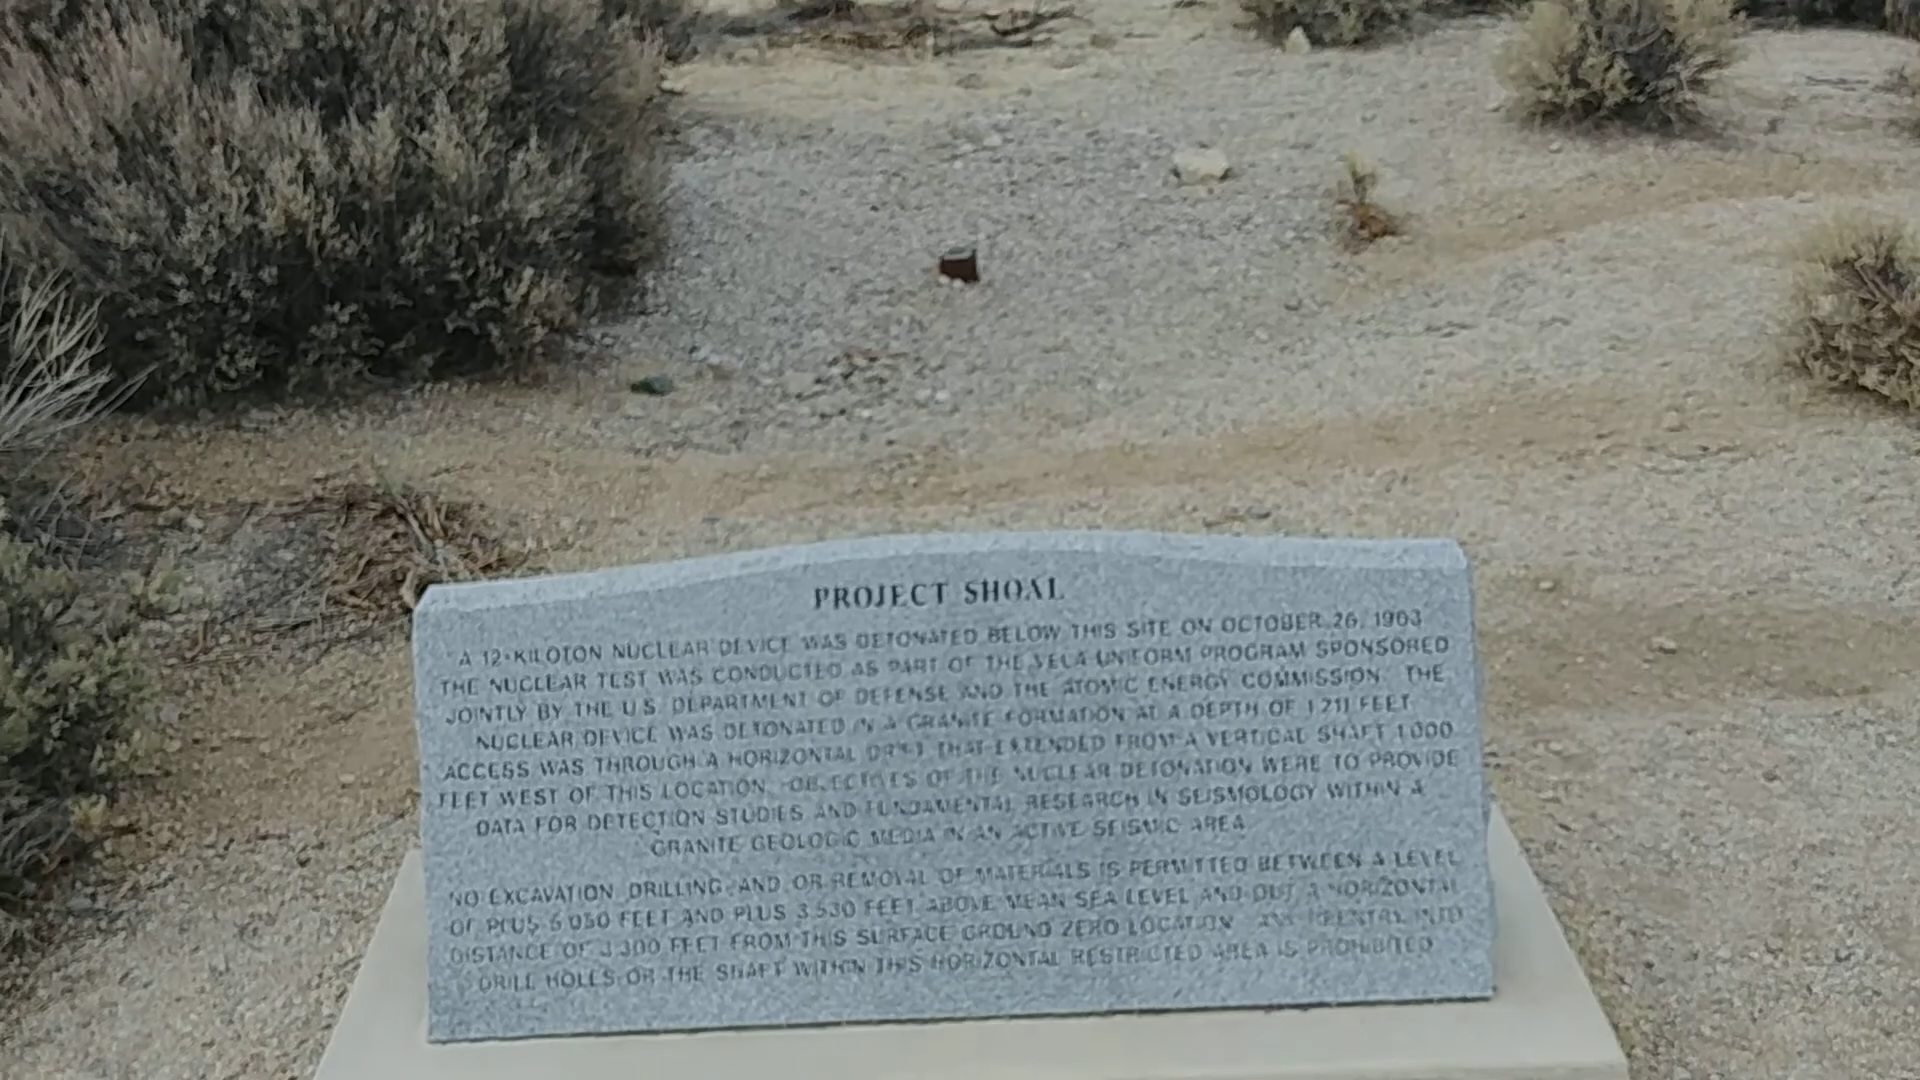 PROJECT SHOAL
A 12-KILOTON NUCLEAR DEVICE WAS DETONATED BELOW THIS SITE ON OCTOBER 26, 1963
THE NUCLEAR TEST WAS CONDUCTED AS PART OF THE VELA UNIFORM PROGRAM SPONSORED
JOINTLY BY THE U.S. DEPARTMENT OF DEFENSE AND THE ATOMIC ENERGY COMMISSION. THE
NUCLEAR DEVICE WAS DETONATED IN A GRANITE FORMATION AT A DEPTH OF 1,211 FEET.
ACCESS WAS THROUGH A HORIZONTAL DRIFT THAT EXTENDED FROM A VERTICAL SHAFT 1,000
FEET WEST OF THIS LOCATION. OBJECTIVES OF THE NUCLEAR DETONATION WERE TO PROVIDE
DATA FOR DETECTION STUDIES AND FUNDAMENTAL RESEARCH IN SEISMOLOGY WITHIN A
GRANITE GEOLOGIC MEDIA IN AN ACTIVE SEISMIC AREA
NO EXCAVATION, DRILLING, AND/OR REMOVAL OF MATERIALS IS PERMITTED BETWEEN A LEVEL
OF PLUS FEET AND PLUS 3,530 FEET ABOVE MEAN SEA LEVEL AND OUT A HORIZONTAL
DISTANCE OF 3,300 FEET FROM THIS SURFACE GROUND ZERO LOCATION. ANY REENTRY INTO
DRILL HOLES OR THE SHAFT WITHIN THIS HORIZONTAL RESTRICTED AREA IS PROHIBITED